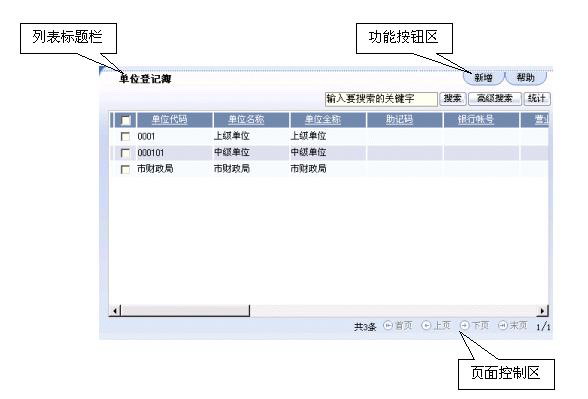 列表标题栏
功能按钮区
单位登记簿
新增 帮助
输入要搜索的关键字 搜索 高级搜索 统计
单位代码 单位名称 单位全称 助记码 银行帐号 营业
0001 上级单位 上级单位
000101 中级单位 中级单位
市财政局 市财政局 市财政局
共3条 首页 上页 下页 末页 1/1
页面控制区